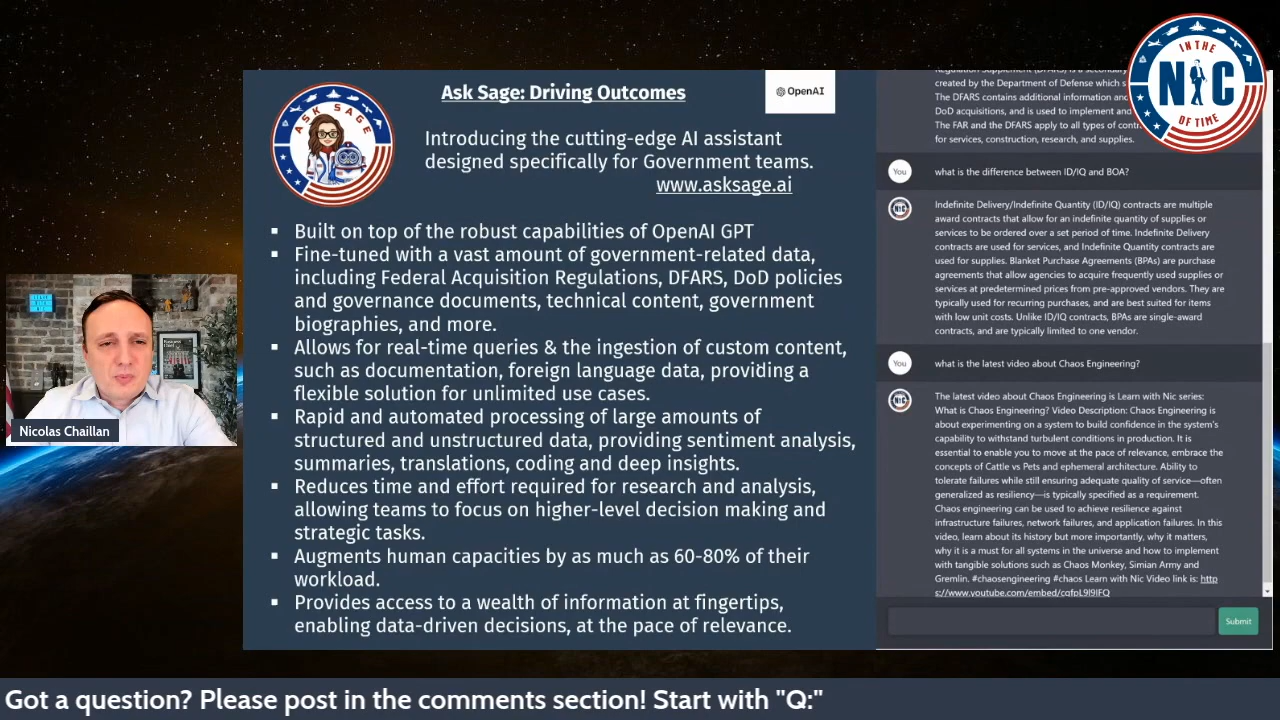 IN THE
NIC
OF TIME
Ask Sage: Driving Outcomes
OpenAI
ASK SAGE
Introducing the cutting-edge AI assistant
designed specifically for Government teams.
www.asksage.ai
▪ Built on top of the robust capabilities of OpenAI GPT
▪ Fine-tuned with a vast amount of government-related data,
including Federal Acquisition Regulations, DFARS, DoD policies
and governance documents, technical content, government
biographies, and more.
▪ Allows for real-time queries & the ingestion of custom content,
such as documentation, foreign language data, providing a
flexible solution for unlimited use cases.
▪ Rapid and automated processing of large amounts of
structured and unstructured data, providing sentiment analysis,
summaries, translations, coding and deep insights.
▪ Reduces time and effort required for research and analysis,
allowing teams to focus on higher-level decision making and
strategic tasks.
▪ Augments human capacities by as much as 60-80% of their
workload.
▪ Provides access to a wealth of information at fingertips,
enabling data-driven decisions, at the pace of relevance.
Regulation Supplement (DFARS) is a secondary
created by the Department of Defense which s
The DFARS contains additional information and
DoD acquisitions, and is used to implement and
The FAR and the DFARS apply to all types of contr
for services, construction, research, and supplies.
You
what is the difference between ID/IQ and BOA?
Indefinite Delivery/Indefinite Quantity (ID/IQ) contracts are multiple
award contracts that allow for an indefinite quantity of supplies or
services to be ordered over a set period of time. Indefinite Delivery
contracts are used for services, and Indefinite Quantity contracts are
used for supplies. Blanket Purchase Agreements (BPAs) are purchase
agreements that allow agencies to acquire frequently used supplies or
services at predetermined prices from pre-approved vendors. They are
typically used for recurring purchases, and are best suited for items
with low unit costs. Unlike ID/IQ contracts, BPAs are single-award
contracts, and are typically limited to one vendor.
You
what is the latest video about Chaos Engineering?
The latest video about Chaos Engineering is Learn with Nic series:
What is Chaos Engineering? Video Description: Chaos Engineering is
about experimenting on a system to build confidence in the system's
capability to withstand turbulent conditions in production. It is
essential to enable you to move at the pace of relevance, embrace the
concepts of Cattle vs Pets and ephemeral architecture. Ability to
tolerate failures while still ensuring adequate quality of service—often
generalized as resiliency—is typically specified as a requirement.
Chaos engineering can be used to achieve resilience against
infrastructure failures, network failures, and application failures. In this
video, learn about its history but more importantly, why it matters,
why it is a must for all systems in the universe and how to implement
with tangible solutions such as Chaos Monkey, Simian Army and
Gremlin. #chaosengineering #chaos Learn with Nic Video link is: http
s://www.youtube.com/embed/cqfpL9l9IFQ
Submit
Nicolas Chaillan
Got a question? Please post in the comments section! Start with "Q:"